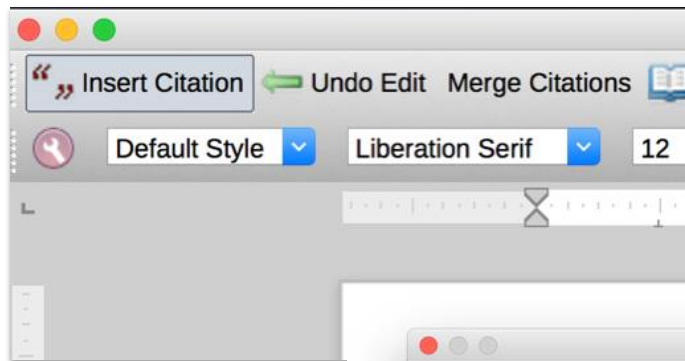 “ ” Insert Citation Undo Edit Merge Citations
Default Style Liberation Serif 12